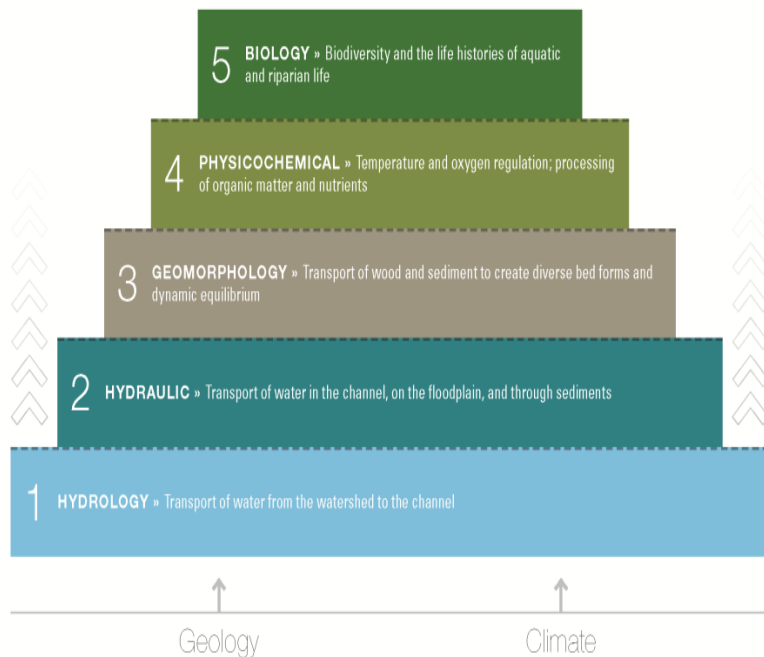 5 BIOLOGY » Biodiversity and the life histories of aquatic
and riparian life
4 PHYSICOCHEMICAL » Temperature and oxygen regulation; processing
of organic matter and nutrients
3 GEOMORPHOLOGY » Transport of wood and sediment to create diverse bed forms and
dynamic equilibrium
2 HYDRAULIC » Transport of water in the channel, on the floodplain, and through sediments
1 HYDROLOGY » Transport of water from the watershed to the channel
Geology Climate